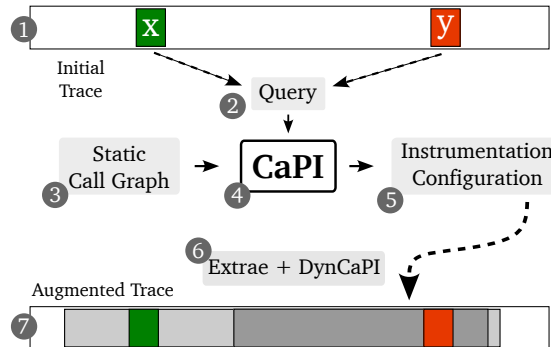 1
x
y
Initial
Trace
2
Query
Static
Call Graph
3
CaPI
4
Instrumentation
Configuration
5
6
Extrae + DynCaPI
Augmented Trace
7